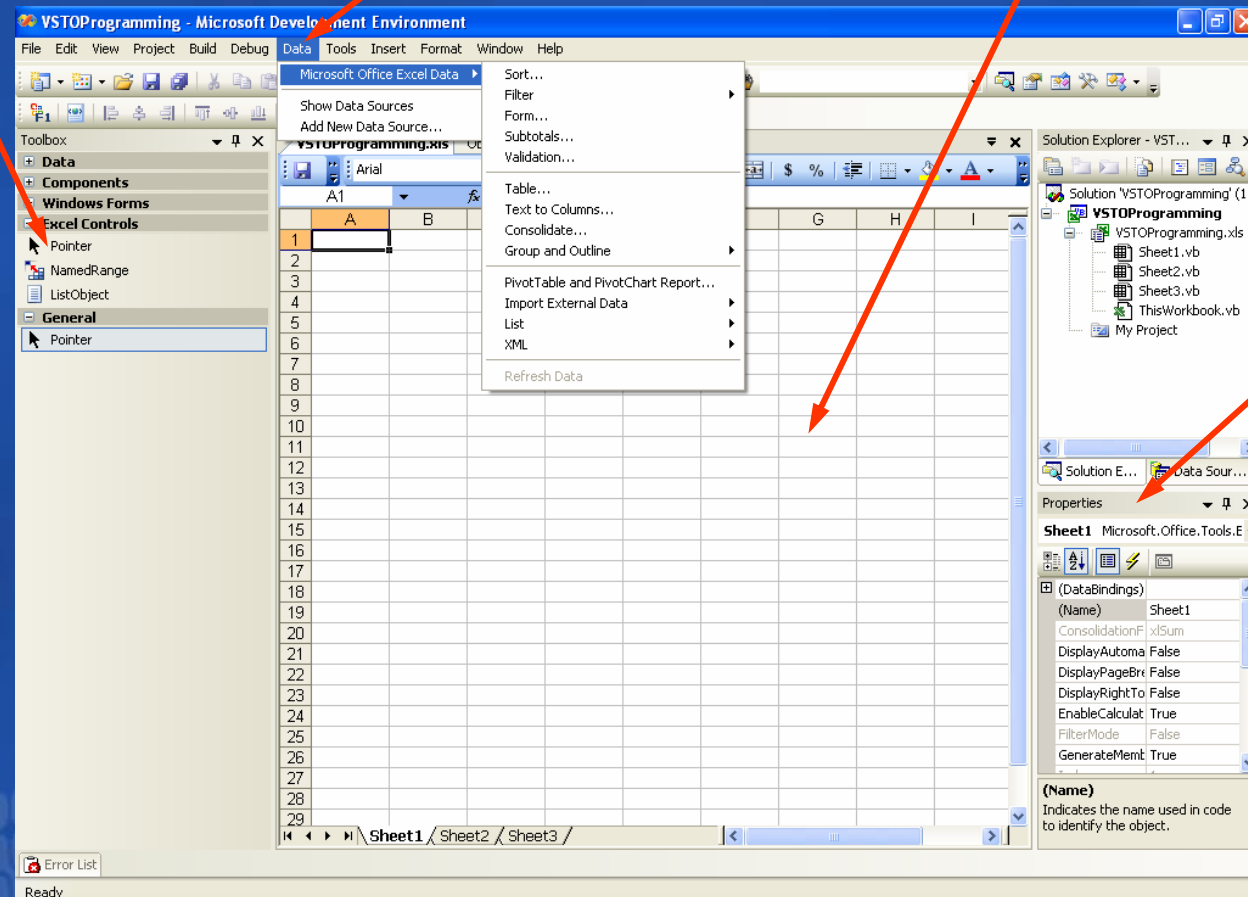 VSTOProgramming - Microsoft Development Environment
File Edit View Project Build Debug Data Tools Insert Format Window Help
Microsoft Office Excel Data
Show Data Sources
Add New Data Source...
Sort...
Filter
Form...
Subtotals...
Validation...
Table...
Text to Columns...
Consolidate...
Group and Outline
PivotTable and PivotChart Report...
Import External Data
List
XML
Refresh Data
Toolbox
Data
Components
Windows Forms
Excel Controls
Pointer
NamedRange
ListObject
General
Pointer
VSTOProgramming.xls
Arial
$ %
A1 fx
A B G H I
1
2
3
4
5
6
7
8
9
10
11
12
13
14
15
16
17
18
19
20
21
22
23
24
25
26
27
28
29
Sheet1 Sheet2 Sheet3
Solution Explorer - VST...
Solution 'VSTOProgramming' (1
VSTOProgramming
VSTOProgramming.xls
Sheet1.vb
Sheet2.vb
Sheet3.vb
ThisWorkbook.vb
My Project
Solution E... Data Sour...
Properties
Sheet1 Microsoft.Office.Tools.E
(DataBindings)
(Name) Sheet1
ConsolidationF xlSum
DisplayAutoma False
DisplayPageBre False
DisplayRightTo False
EnableCalculat True
FilterMode False
GenerateMemb True
(Name)
Indicates the name used in code
to identify the object.
Error List
Ready